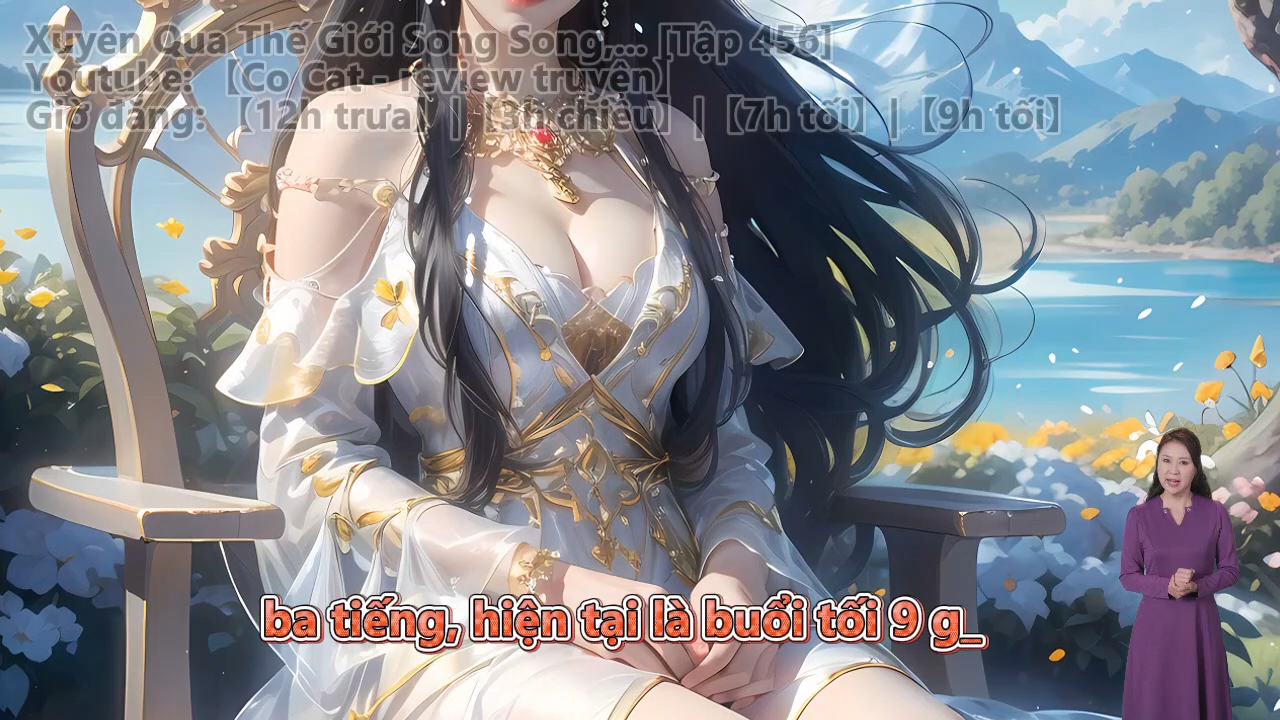 Xuyên Qua Thế Giới Song Song,... [Tập 456]
Youtube: [Cò Cat - review truyện]
Giờ đăng: [12h trưa] | [3h chiều] | [7h tối] | [9h tối]
ba tiếng, hiện tại là buổi tối 9 g_